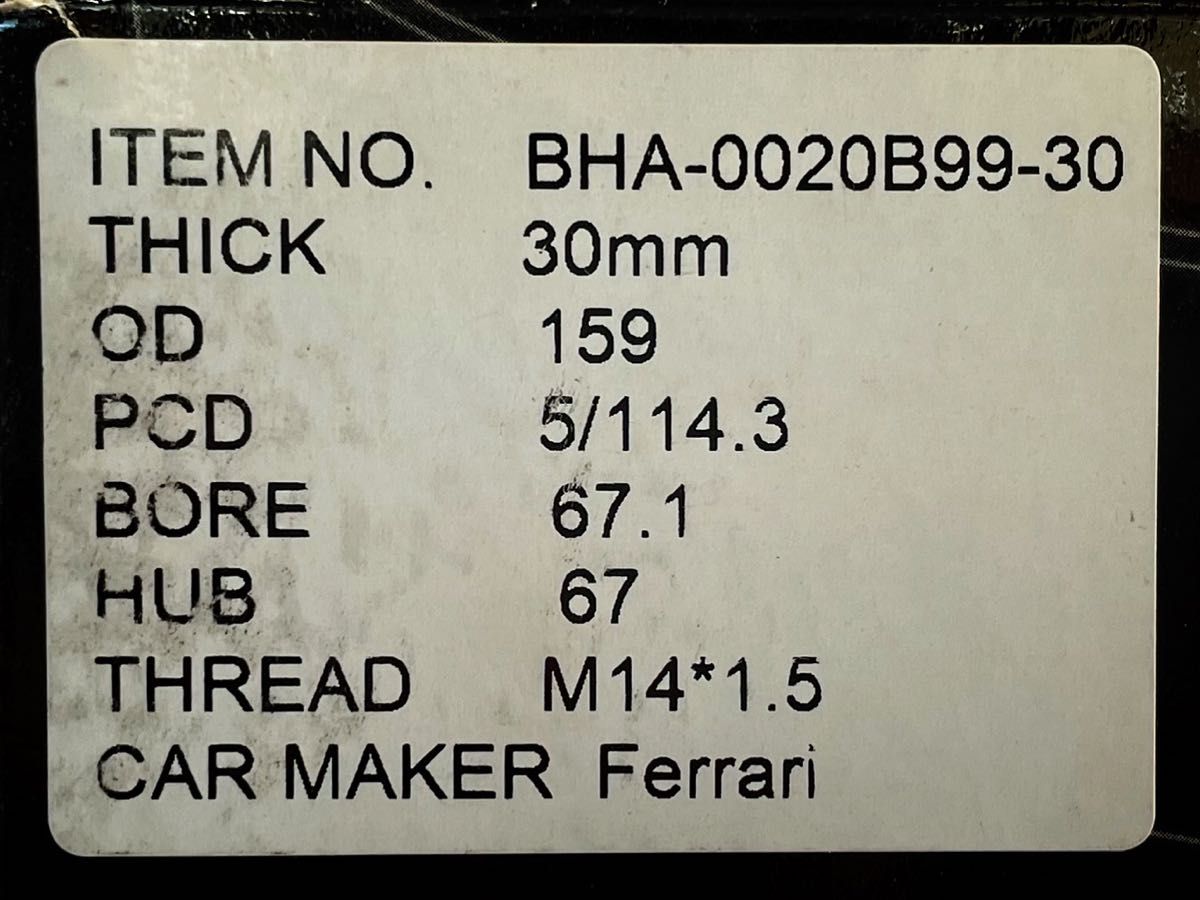 ITEM NO. BHA-0020B99-30
THICK 30mm
OD 159
PCD 5/114.3
BORE 67.1
HUB 67
THREAD M14*1.5
CAR MAKER Ferrari